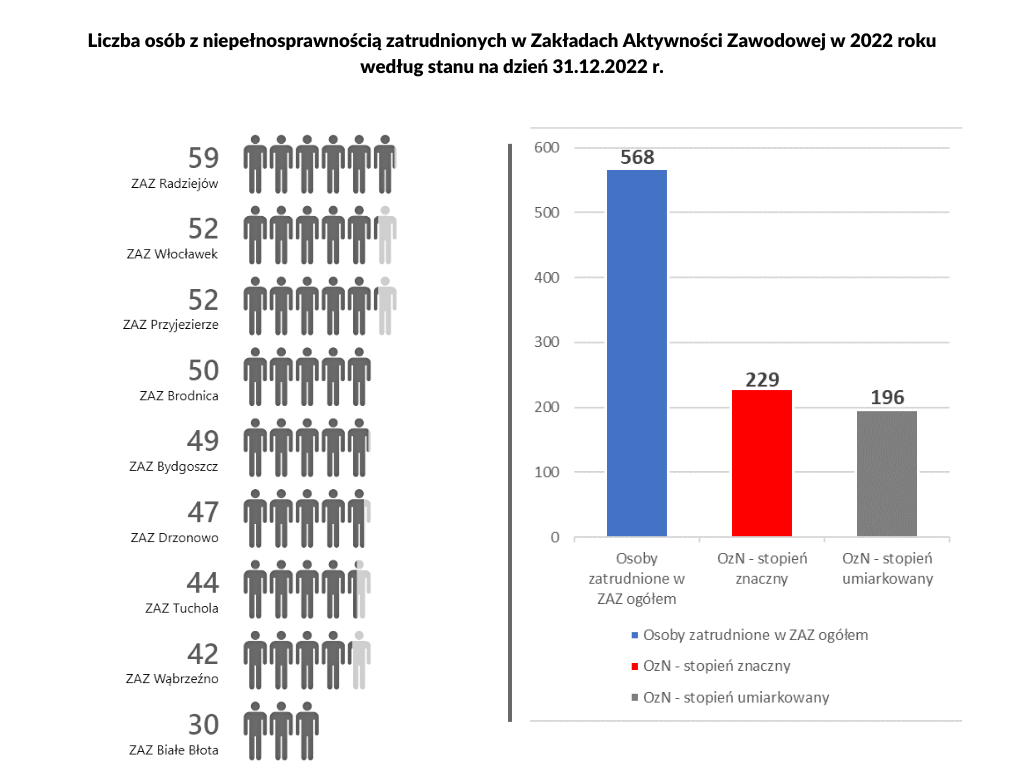 Liczba osób z niepełnosprawnością zatrudnionych w Zakładach Aktywności Zawodowej w 2022 roku
według stanu na dzień 31.12.2022 r.
59
ZAZ Radziejów
52
ZAZ Włocławek
52
ZAZ Przyjezierze
50
ZAZ Brodnica
49
ZAZ Bydgoszcz
47
ZAZ Drzonowo
44
ZAZ Tuchola
42
ZAZ Wąbrzeźno
30
ZAZ Białe Błota
600
500
400
300
200
100
0
568
229
196
Osoby
zatrudnione w
ZAZ ogółem
OzN - stopień
znaczny
OzN - stopień
umiarkowany
Osoby zatrudnione w ZAZ ogółem
OzN - stopień znaczny
OzN - stopień umiarkowany